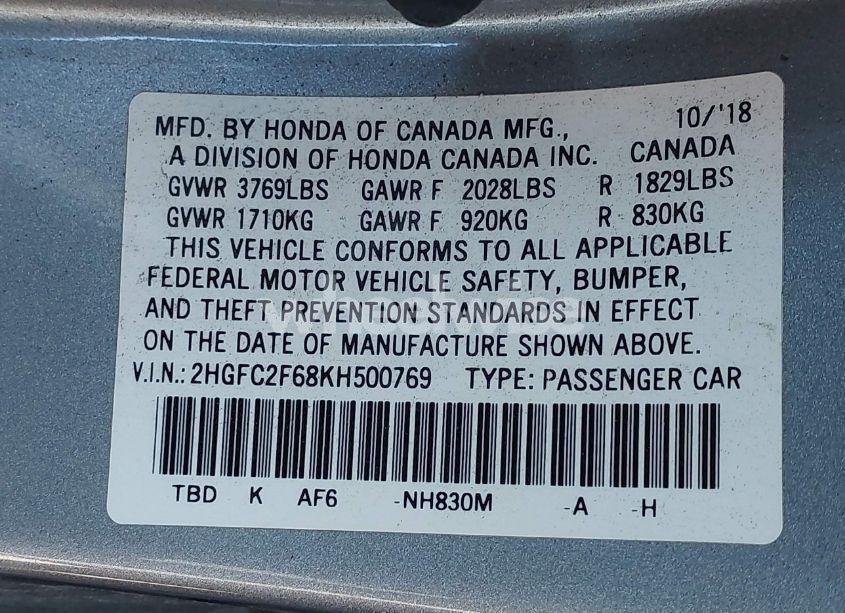 MFD. BY HONDA OF CANADA MFG., 10/'18
A DIVISION OF HONDA CANADA INC. CANADA
GVWR 3769LBS GAWR F 2028LBS R 1829LBS
GVWR 1710KG GAWR F 920KG R 830KG
THIS VEHICLE CONFORMS TO ALL APPLICABLE
FEDERAL MOTOR VEHICLE SAFETY, BUMPER,
AND THEFT PREVENTION STANDARDS IN EFFECT
wheelwise
ON THE DATE OF MANUFACTURE SHOWN ABOVE.
V.I.N.: 2HGFC2F68KH500769 TYPE: PASSENGER CAR
TBD K AF6 -NH830M -A -H